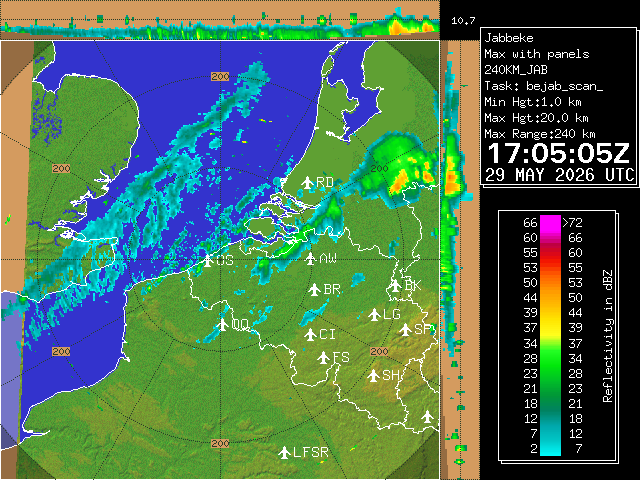 10.7
Jabbeke
Max with panels
240KM_JAB
Task: bejab_scan_
Min Hgt:1.0 km
Max Hgt:20.0 km
Max Range:240 km
17:05:05Z
29 MAY 2026 UTC
200
200
200
200
200
200
RD
OS
AW
BR
BK
LG
SP
QQ
CI
FS
SH
LFSR
66 >72
60 66
55 60
53 55
50 53
44 50
39 44
37 39
34 37
28 34
24 28
21 23
18 21
12 18
7 12
2 7
Reflectivity in dBZ